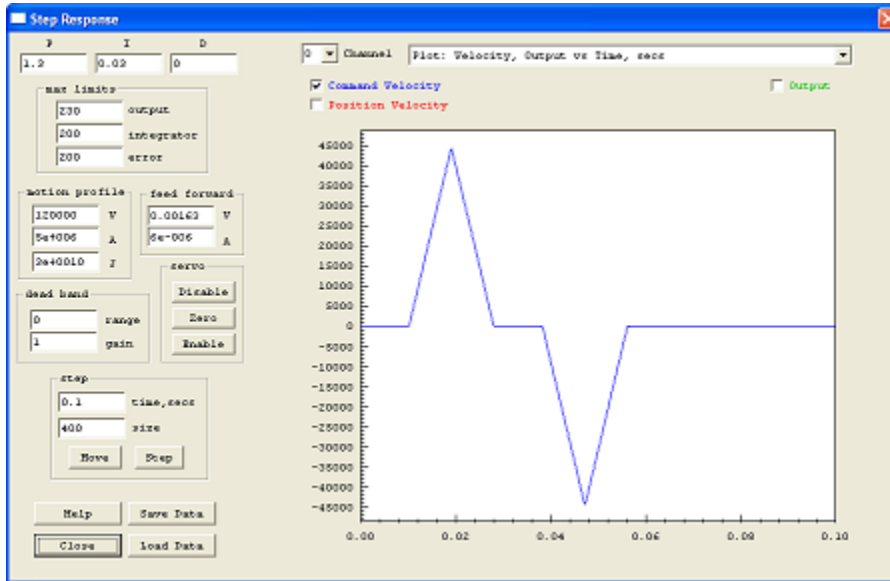 Step Response
P I D
1.2 0.02 0
0 Channel Plot: Velocity, Output vs Time, secs
Command Velocity Output
Position Velocity
max limits
230 output
200 integrator
200 error
motion profile
120000 V
5e+006 A
feed forward
0.00163 V
6e-006 A
servo
Disable
Zero
Enable
dead band
0 range
1 gain
step
0.1 time,secs
400 size
Move Step
Help Save Data
Close Load Data
45000
40000
35000
30000
25000
20000
15000
10000
5000
0
-5000
-10000
-15000
-20000
-25000
-30000
-35000
-40000
-45000
0.00 0.02 0.04 0.06 0.08 0.10